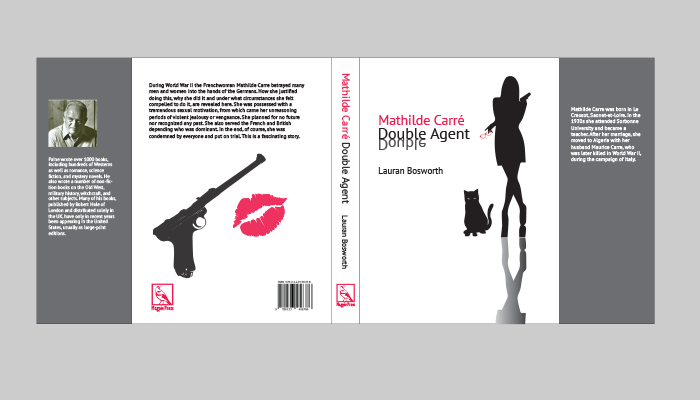 Paine wrote over 1000 books,
including hundreds of Westerns
as well as romance, science
fiction, and mystery novels. He
also wrote a number of non-fic-
tion books on the Old West,
military history, witchcraft, and
other subjects. Many of his books,
published by Robert Hale of
London and distributed solely in
the UK, have only in recent years
been appearing in the United
States, usually as large-print
editions.
During World War II the Frenchwoman Mathilde Carré betrayed many
men and women into the hands of the Germans. How she justified
doing this, why she did it and under what circumstances she felt
compelled to do it, are revealed here. She was possessed with a
tremendous sexual motivation, from which came her unreasoning
periods of violent jealousy or vengeance. She planned for no future
nor recognized any past. She also served the French and British
depending who was dominant. In the end, of course, she was
condemned by everyone and put on trial. This is a fascinating story.
Mathilde Carré Double Agent Lauran Bosworth
Mathilde Carré
Double Agent
Double
Lauran Bosworth
Mathilde Carré was born in Le
Creusot, Saonet-et-Loire. In the
1930s she attended Sorbonne
University and became a
teacher. After her marriage, she
moved to Algeria with her
husband Maurice Carre, who
was later killed in World War II,
during the campaign of Italy.